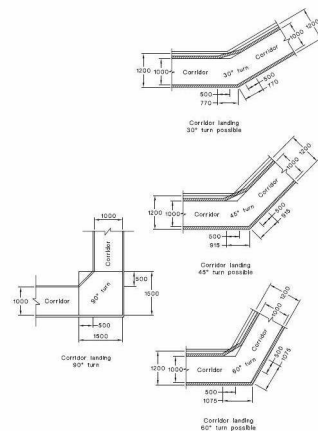 1200
1000
Corridor
30° turn
Corridor
1000
1200
500
770
500
770
Corridor landing
30° turn possible
1200
1000
Corridor
45° turn
Corridor
1000
1200
500
915
500
915
Corridor landing
45° turn possible
1000
Corridor
1000
Corridor
90° turn
500
1500
500
1500
Corridor landing
90° turn
1200
1000
Corridor
60° turn
Corridor
1000
1200
500
1075
500
1075
Corridor landing
60° turn possible